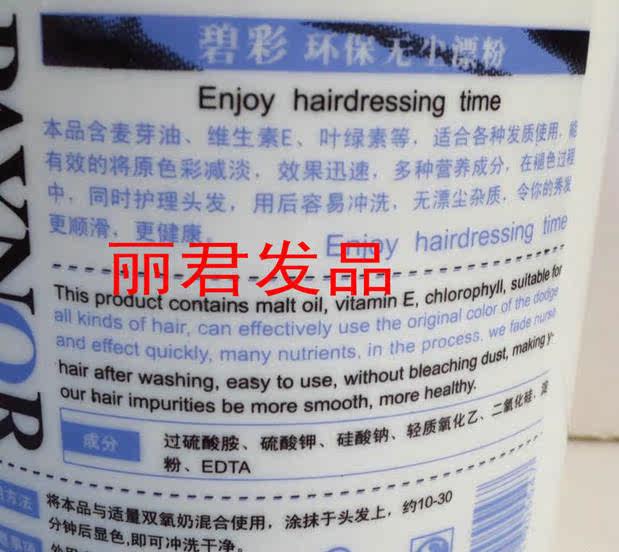 碧彩 环保无尘漂粉
Enjoy hairdressing time
本品含麦芽油、维生素E、叶绿素等，适合各种发质使用，能
有效的将原色彩减淡，效果迅速，多种营养成分，在褪色过程
中，同时护理头发，用后容易冲洗，无漂尘杂质，令你的秀发
更顺滑，更健康。
Enjoy hairdressing time
丽君发品
This product contains malt oil, vitamin E, chlorophyll, suitable for
all kinds of hair, can effectively use the original color of the dodge
and effect quickly, many nutrients, in the process. we fade nurse
hair after washing, easy to use, without bleaching dust, making y-
our hair impurities be more smooth, more healthy.
成分
过硫酸胺、硫酸钾、硅酸钠、轻质氧化乙、二氧化硅、淀
粉、EDTA
用方法
将本品与适量双氧奶混合使用，涂抹于头发上，约10-30
分钟后显色,即可冲洗干净。
PAYNOR